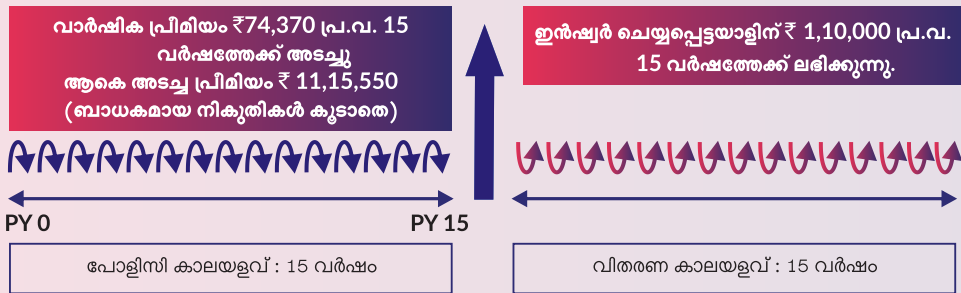 വാർഷിക പ്രീമിയം ₹74,370 പ്ര.വ. 15
വർഷത്തേക്ക് അടച്ചു
ആകെ അടച്ച പ്രീമിയം ₹ 11,15,550
(ബാധകമായ നികുതികൾ കൂടാതെ)
ഇൻഷ്വർ ചെയ്യപ്പെട്ടയാളിന് ₹ 1,10,000 പ്ര.വ.
15 വർഷത്തേക്ക് ലഭിക്കുന്നു.
PY 0
PY 15
പോളിസി കാലയളവ് : 15 വർഷം
വിതരണ കാലയളവ് : 15 വർഷം